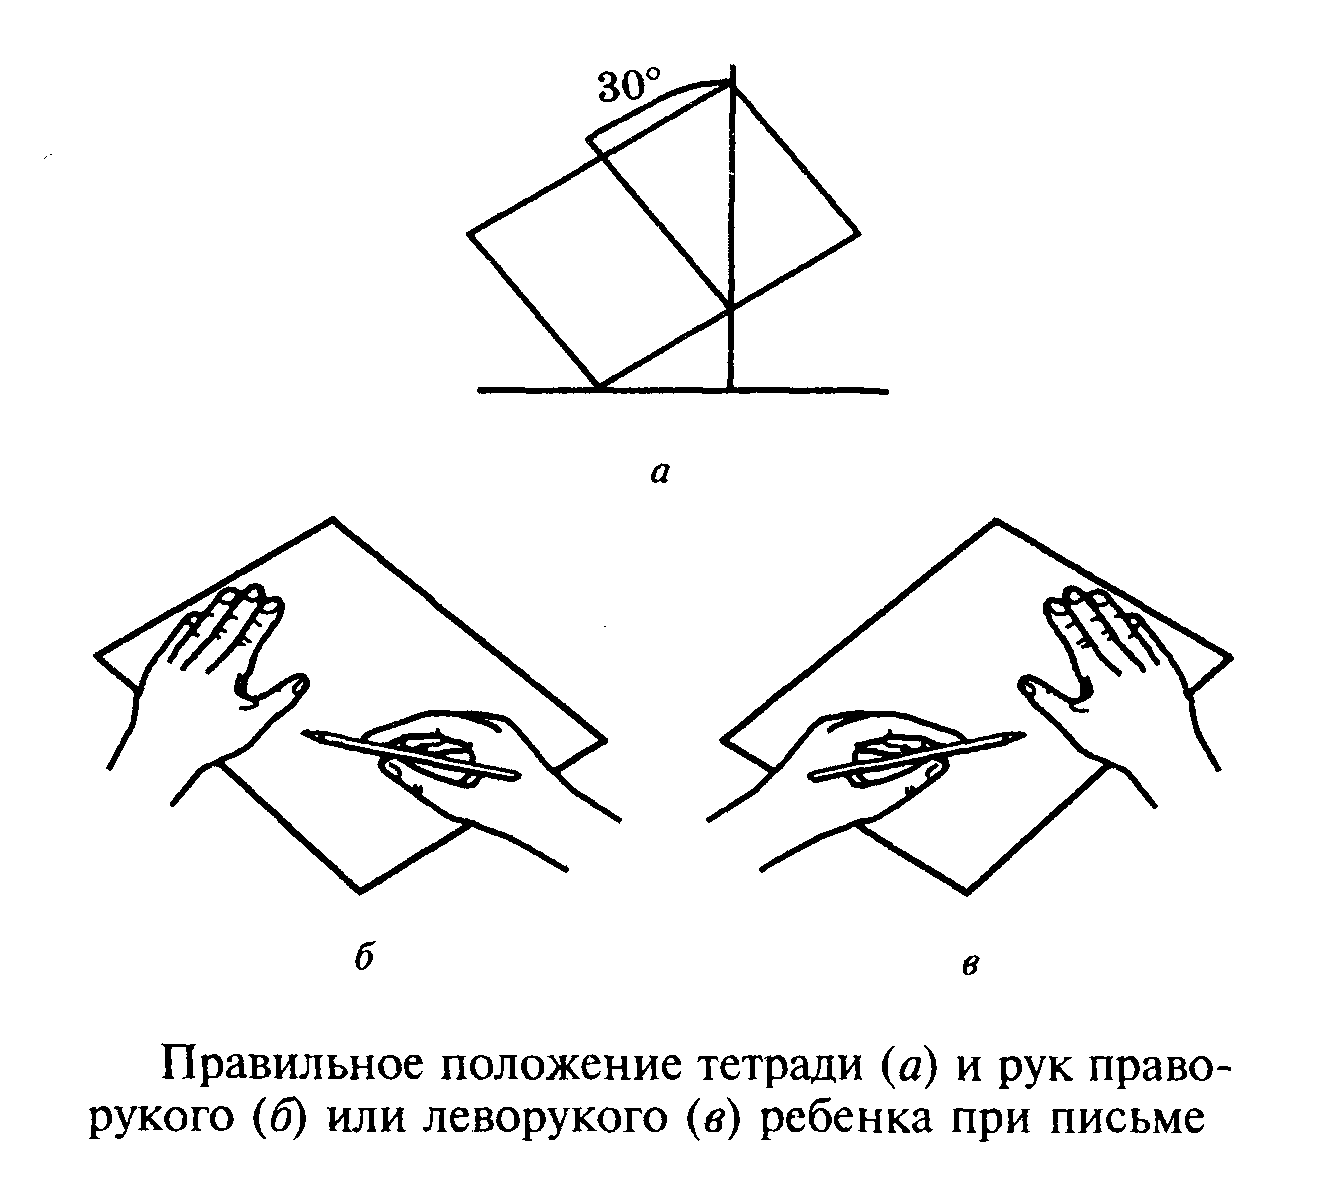 30°
а
б
в
Правильное положение тетради (а) и рук право-
рукого (б) или леворукого (в) ребенка при письме